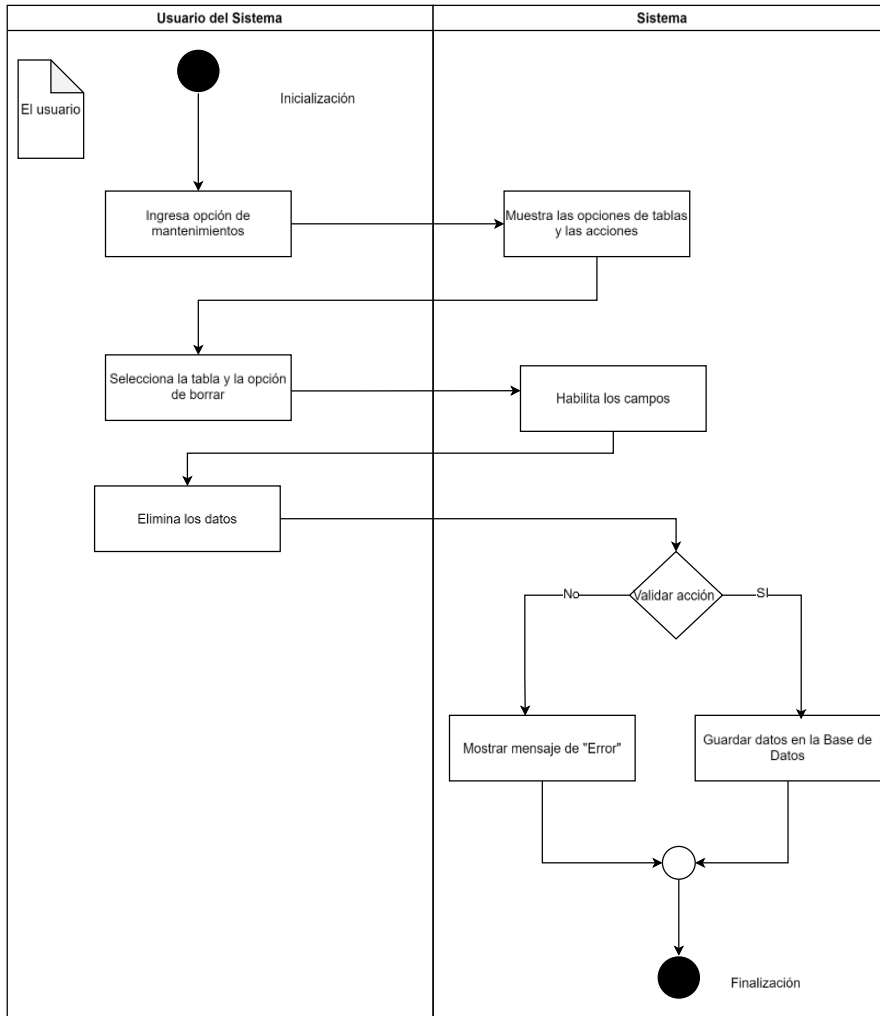 Usuario del Sistema
Sistema
El usuario
Inicialización
Ingresa opción de
mantenimientos
Muestra las opciones de tablas
y las acciones
Selecciona la tabla y la opción
de borrar
Habilita los campos
Elimina los datos
Validar acción
No
SI
Mostrar mensaje de "Error"
Guardar datos en la Base de
Datos
Finalización